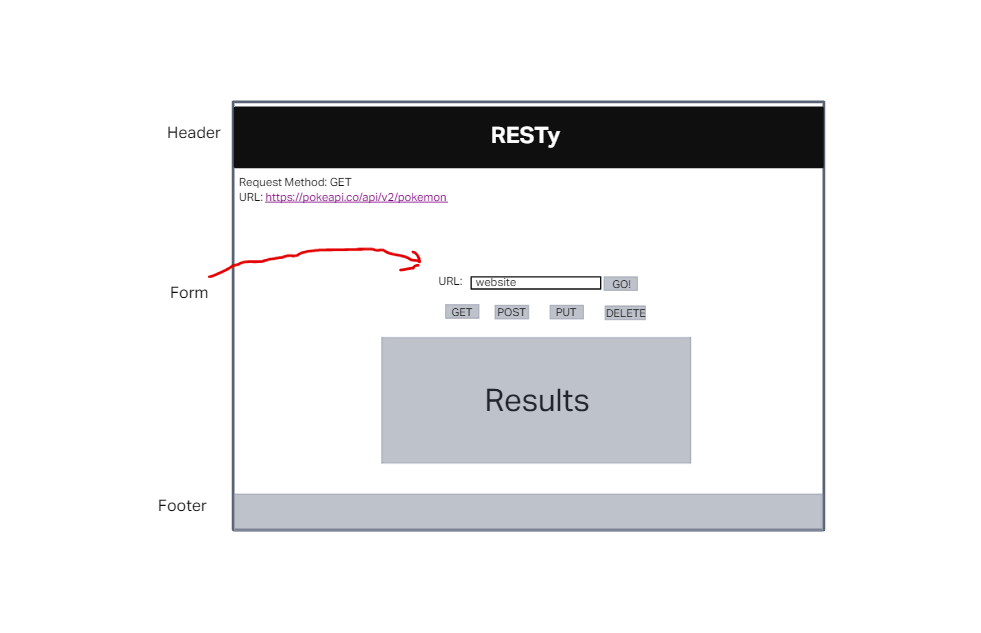 Header
RESTy
Request Method: GET
URL: https://pokeapi.co/api/v2/pokemon
Form
URL: website GO!
GET POST PUT DELETE
Results
Footer